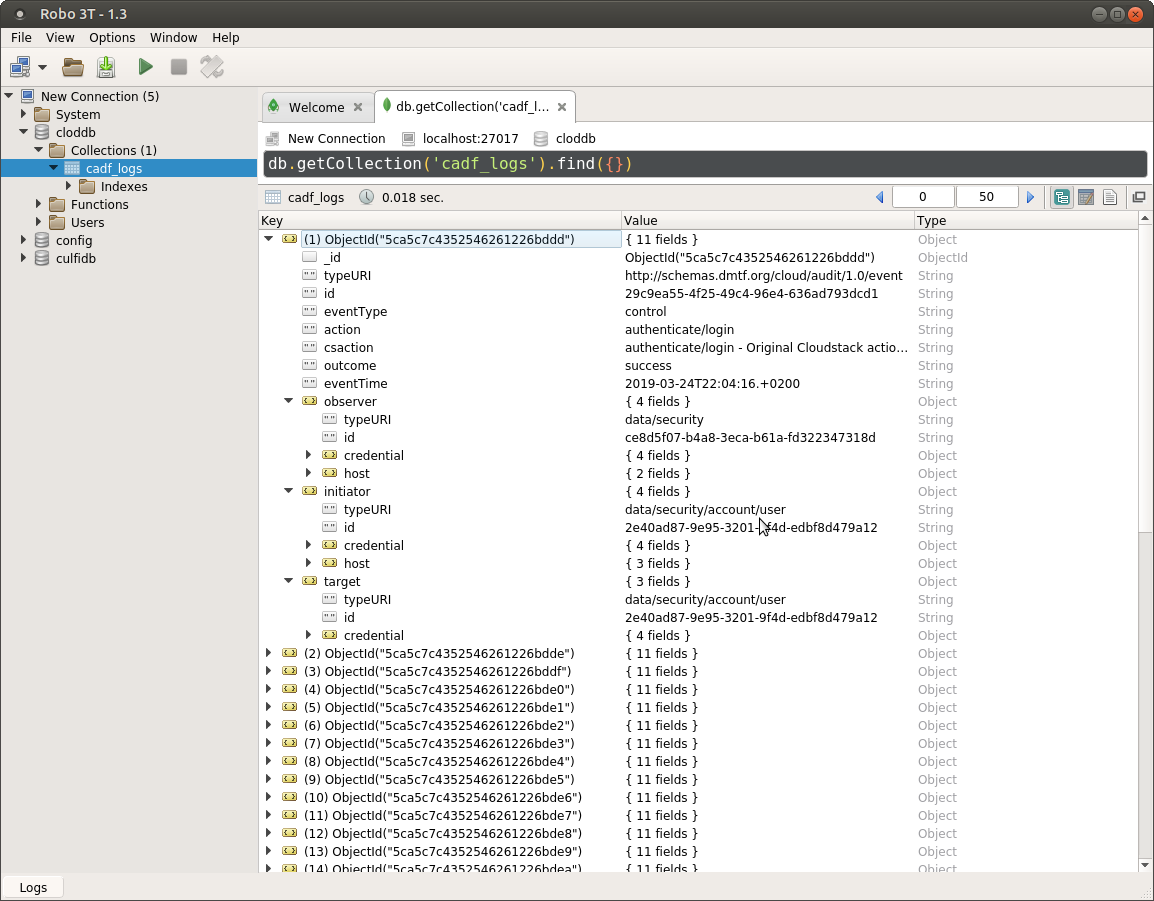 Robo 3T - 1.3
File View Options Window Help
New Connection (5)
System
cloddb
Collections (1)
cadf_logs
Indexes
Functions
Users
config
culfidb
Welcome
db.getCollection('cadf_l...
New Connection localhost:27017 cloddb
db.getCollection('cadf_logs').find({})
cadf_logs 0.018 sec. 0 50
Key Value Type
(1) ObjectId("5ca5c7c4352546261226bddd") { 11 fields } Object
_id ObjectId("5ca5c7c4352546261226bddd") ObjectId
"" typeURI http://schemas.dmtf.org/cloud/audit/1.0/event String
"" id 29c9ea55-4f25-49c4-96e4-636ad793dcd1 String
"" eventType control String
"" action authenticate/login String
"" csaction authenticate/login - Original Cloudstack actio... String
"" outcome success String
"" eventTime 2019-03-24T22:04:16.+0200 String
observer { 4 fields } Object
"" typeURI data/security String
"" id ce8d5f07-b4a8-3eca-b61a-fd322347318d String
credential { 4 fields } Object
host { 2 fields } Object
initiator { 4 fields } Object
"" typeURI data/security/account/user String
"" id 2e40ad87-9e95-3201-9f4d-edbf8d479a12 String
credential { 4 fields } Object
host { 3 fields } Object
target { 3 fields } Object
"" typeURI data/security/account/user String
"" id 2e40ad87-9e95-3201-9f4d-edbf8d479a12 String
credential { 4 fields } Object
(2) ObjectId("5ca5c7c4352546261226bdde") { 11 fields } Object
(3) ObjectId("5ca5c7c4352546261226bddf") { 11 fields } Object
(4) ObjectId("5ca5c7c4352546261226bde0") { 11 fields } Object
(5) ObjectId("5ca5c7c4352546261226bde1") { 11 fields } Object
(6) ObjectId("5ca5c7c4352546261226bde2") { 11 fields } Object
(7) ObjectId("5ca5c7c4352546261226bde3") { 11 fields } Object
(8) ObjectId("5ca5c7c4352546261226bde4") { 11 fields } Object
(9) ObjectId("5ca5c7c4352546261226bde5") { 11 fields } Object
(10) ObjectId("5ca5c7c4352546261226bde6") { 11 fields } Object
(11) ObjectId("5ca5c7c4352546261226bde7") { 11 fields } Object
(12) ObjectId("5ca5c7c4352546261226bde8") { 11 fields } Object
(13) ObjectId("5ca5c7c4352546261226bde9") { 11 fields } Object
(14) ObjectId("5ca5c7c4352546261226bdea") { 11 fields } Object
Logs